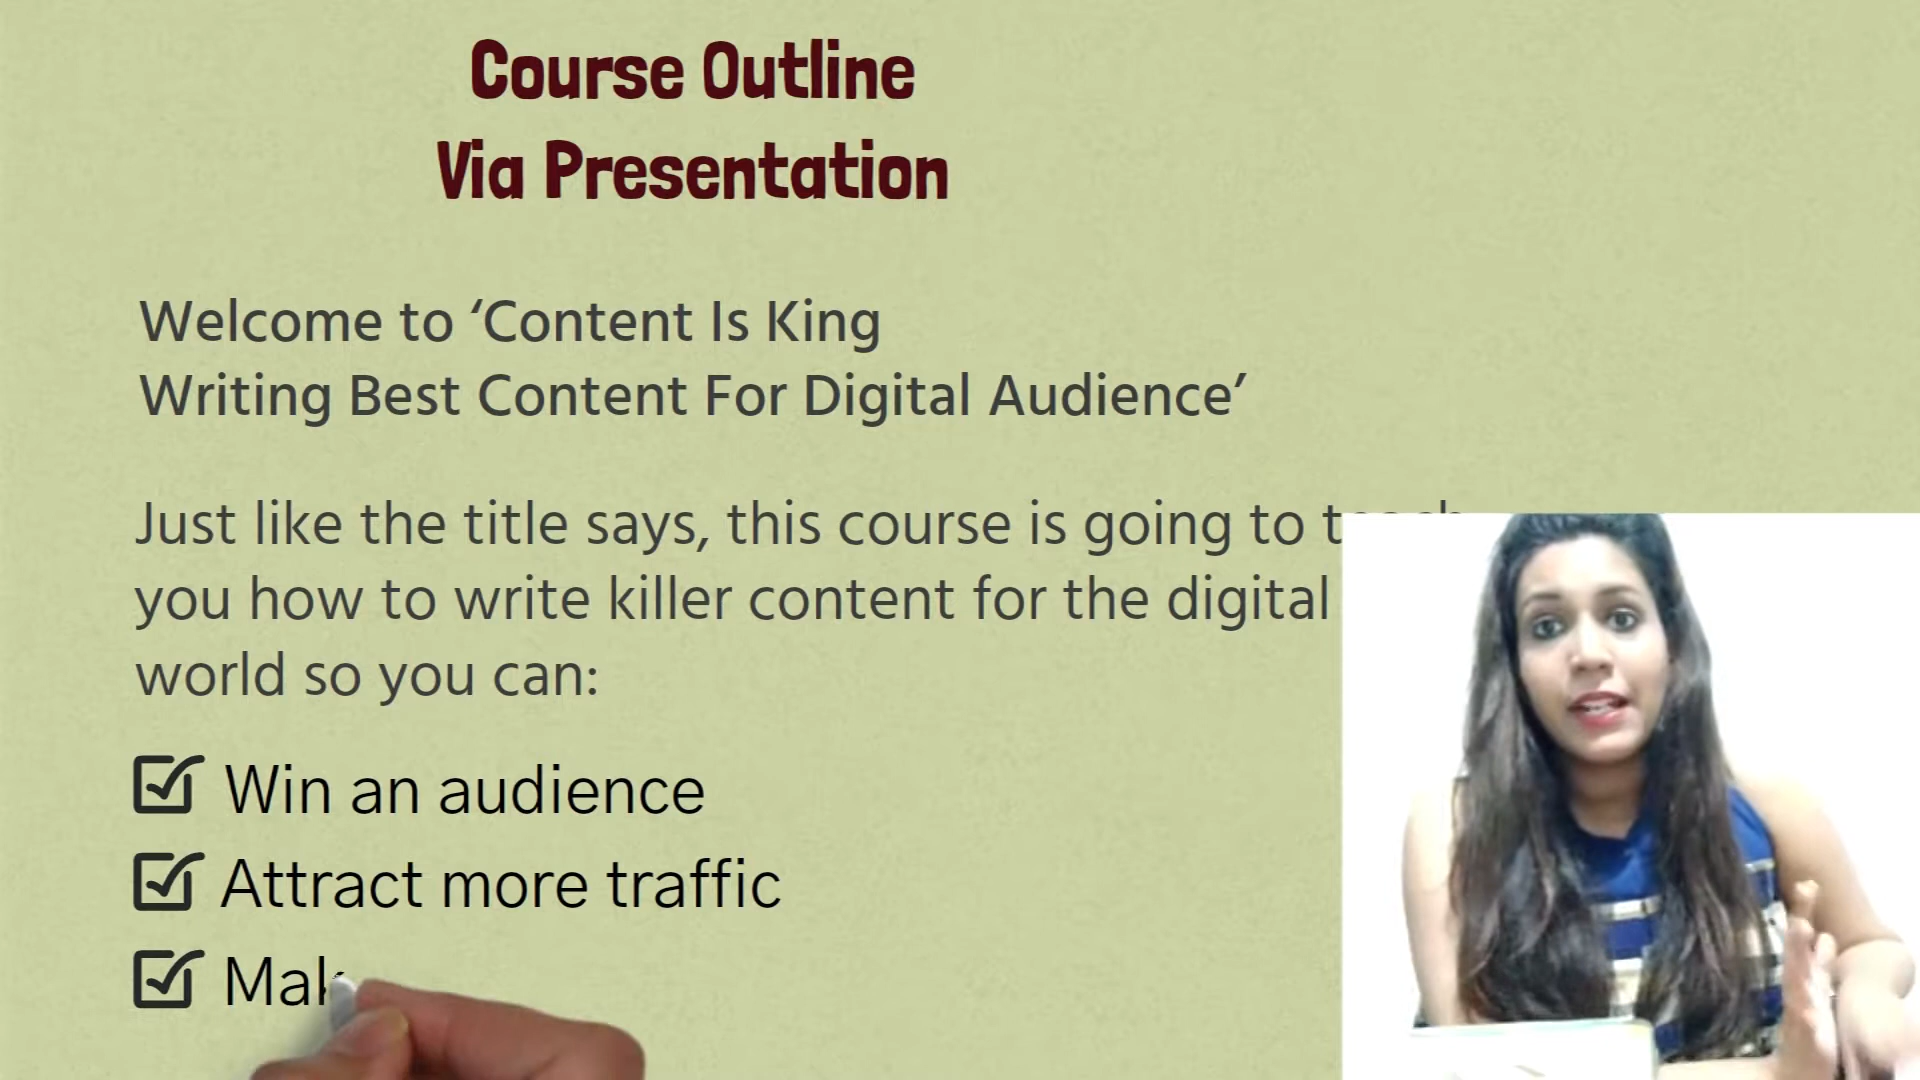 Course Outline
Via Presentation
Welcome to ‘Content Is King
Writing Best Content For Digital Audience’
Just like the title says, this course is going to
you how to write killer content for the digital
world so you can:
Win an audience
Attract more traffic